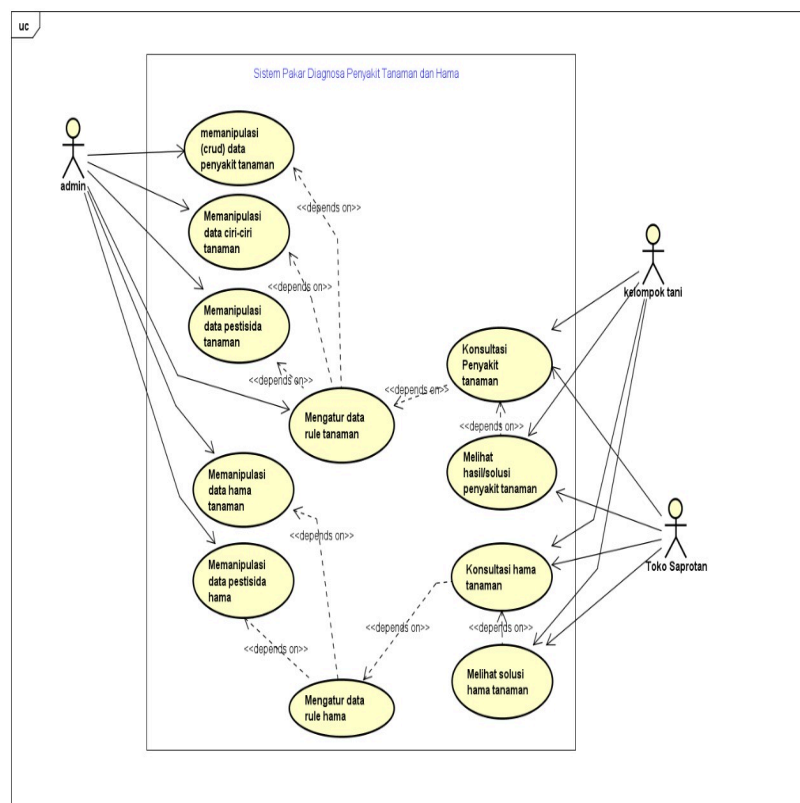 uc
Sistem Pakar Diagnosa Penyakit Tanaman dan Hama
admin
memanipulasi
(crud) data
penyakit tanaman
<<depends on>>
Memanipulasi
data ciri-ciri
tanaman
<<depends on>>
Memanipulasi
data pestisida
tanaman
<<depends on>>
Mengatur data
rule tanaman
kelompok tani
Konsultasi
Penyakit
tanaman
<<depends on>>
<<depends on>>
Melihat
hasil/solusi
penyakit tanaman
Memanipulasi
data hama
tanaman
<<depends on>>
Memanipulasi
data pestisida
hama
Toko Saprotan
Konsultasi hama
tanaman
<<depends on>>
<<depends on>>
<<depends on>>
Melihat solusi
hama tanaman
Mengatur data
rule hama